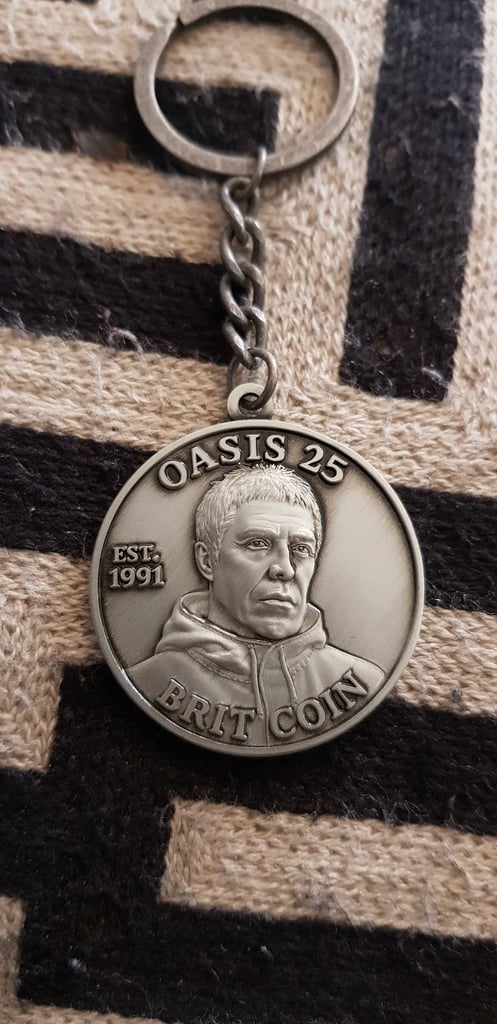 OASIS 25
EST.
1991
BRIT COIN